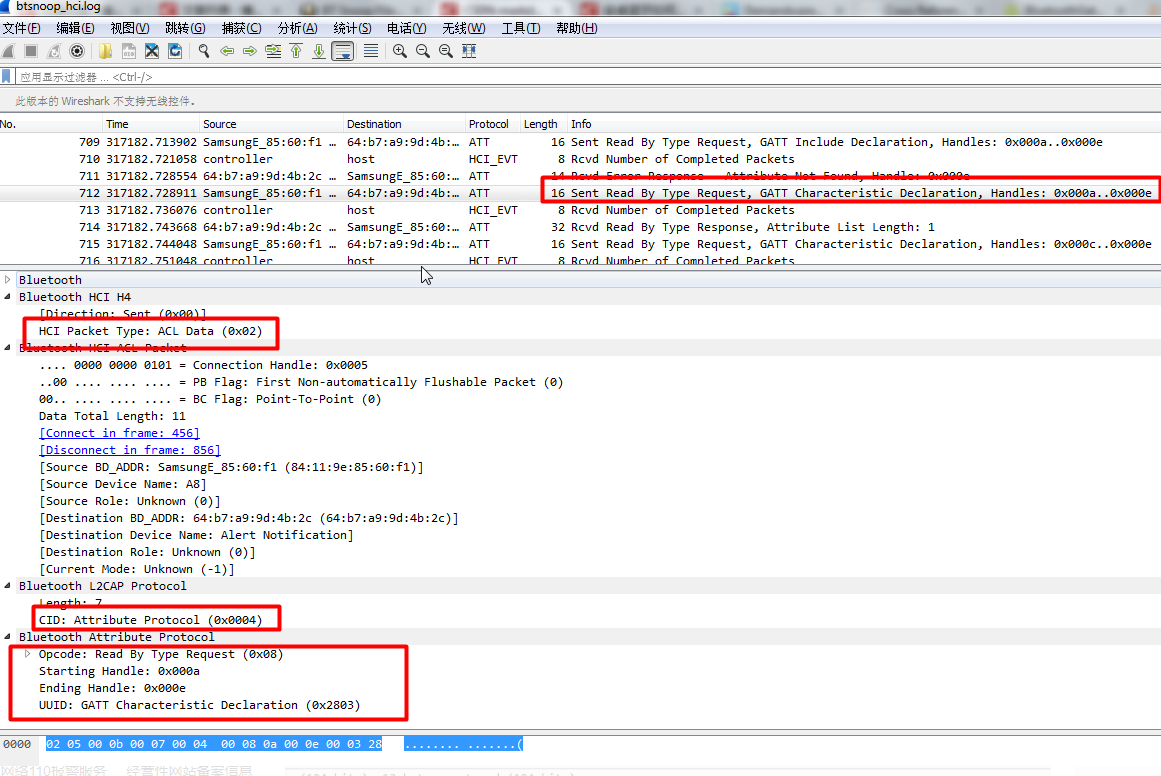 btsnoop_hci.log
文件(F) 编辑(E) 视图(V) 跳转(G) 捕获(C) 分析(A) 统计(S) 电话(Y) 无线(W) 工具(T) 帮助(H)
应用显示过滤器 … <Ctrl-/>
此版本的 Wireshark 不支持无线控件。
No. Time Source Destination Protocol Length Info
709 317182.713902 SamsungE_85:60:f1 … 64:b7:a9:9d:4b:… ATT 16 Sent Read By Type Request, GATT Include Declaration, Handles: 0x000a..0x000e
710 317182.721058 controller host HCI_EVT 8 Rcvd Number of Completed Packets
711 317182.728554 64:b7:a9:9d:4b:2c … SamsungE_85:60:… ATT 14 Rcvd Error Response - Attribute Not Found, Handle: 0x000a
712 317182.728911 SamsungE_85:60:f1 … 64:b7:a9:9d:4b:… ATT 16 Sent Read By Type Request, GATT Characteristic Declaration, Handles: 0x000a..0x000e
713 317182.736076 controller host HCI_EVT 8 Rcvd Number of Completed Packets
714 317182.743668 64:b7:a9:9d:4b:2c … SamsungE_85:60:… ATT 32 Rcvd Read By Type Response, Attribute List Length: 1
715 317182.744048 SamsungE_85:60:f1 … 64:b7:a9:9d:4b:… ATT 16 Sent Read By Type Request, GATT Characteristic Declaration, Handles: 0x000c..0x000e
716 317182.751048 controller host HCI_EVT 8 Rcvd Number of Completed Packets
Bluetooth
Bluetooth HCI H4
[Direction: Sent (0x00)]
HCI Packet Type: ACL Data (0x02)
Bluetooth HCI ACL Packet
.... 0000 0000 0101 = Connection Handle: 0x0005
..00 .... .... .... = PB Flag: First Non-automatically Flushable Packet (0)
00.. .... .... .... = BC Flag: Point-To-Point (0)
Data Total Length: 11
[Connect in frame: 456]
[Disconnect in frame: 856]
[Source BD_ADDR: SamsungE_85:60:f1 (84:11:9e:85:60:f1)]
[Source Device Name: A8]
[Source Role: Unknown (0)]
[Destination BD_ADDR: 64:b7:a9:9d:4b:2c (64:b7:a9:9d:4b:2c)]
[Destination Device Name: Alert Notification]
[Destination Role: Unknown (0)]
[Current Mode: Unknown (-1)]
Bluetooth L2CAP Protocol
Length: 7
CID: Attribute Protocol (0x0004)
Bluetooth Attribute Protocol
Opcode: Read By Type Request (0x08)
Starting Handle: 0x000a
Ending Handle: 0x000e
UUID: GATT Characteristic Declaration (0x2803)
0000 02 05 00 0b 00 07 00 04 00 08 0a 00 0e 00 03 28 ........ .......(
网络110报警服务 经营性网站备案信息